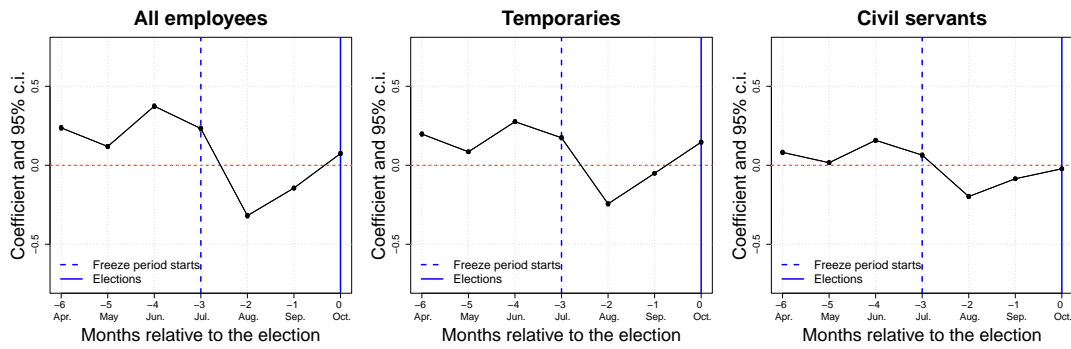 All employees
Coefficient and 95% c.i.
0.5
0.0
−0.5
Freeze period starts
Elections
−6 −5 −4 −3 −2 −1 0
Apr. May Jun. Jul. Aug. Sep. Oct.
Months relative to the election
Temporaries
Coefficient and 95% c.i.
0.5
0.0
−0.5
Freeze period starts
Elections
−6 −5 −4 −3 −2 −1 0
Apr. May Jun. Jul. Aug. Sep. Oct.
Months relative to the election
Civil servants
Coefficient and 95% c.i.
0.5
0.0
−0.5
Freeze period starts
Elections
−6 −5 −4 −3 −2 −1 0
Apr. May Jun. Jul. Aug. Sep. Oct.
Months relative to the election